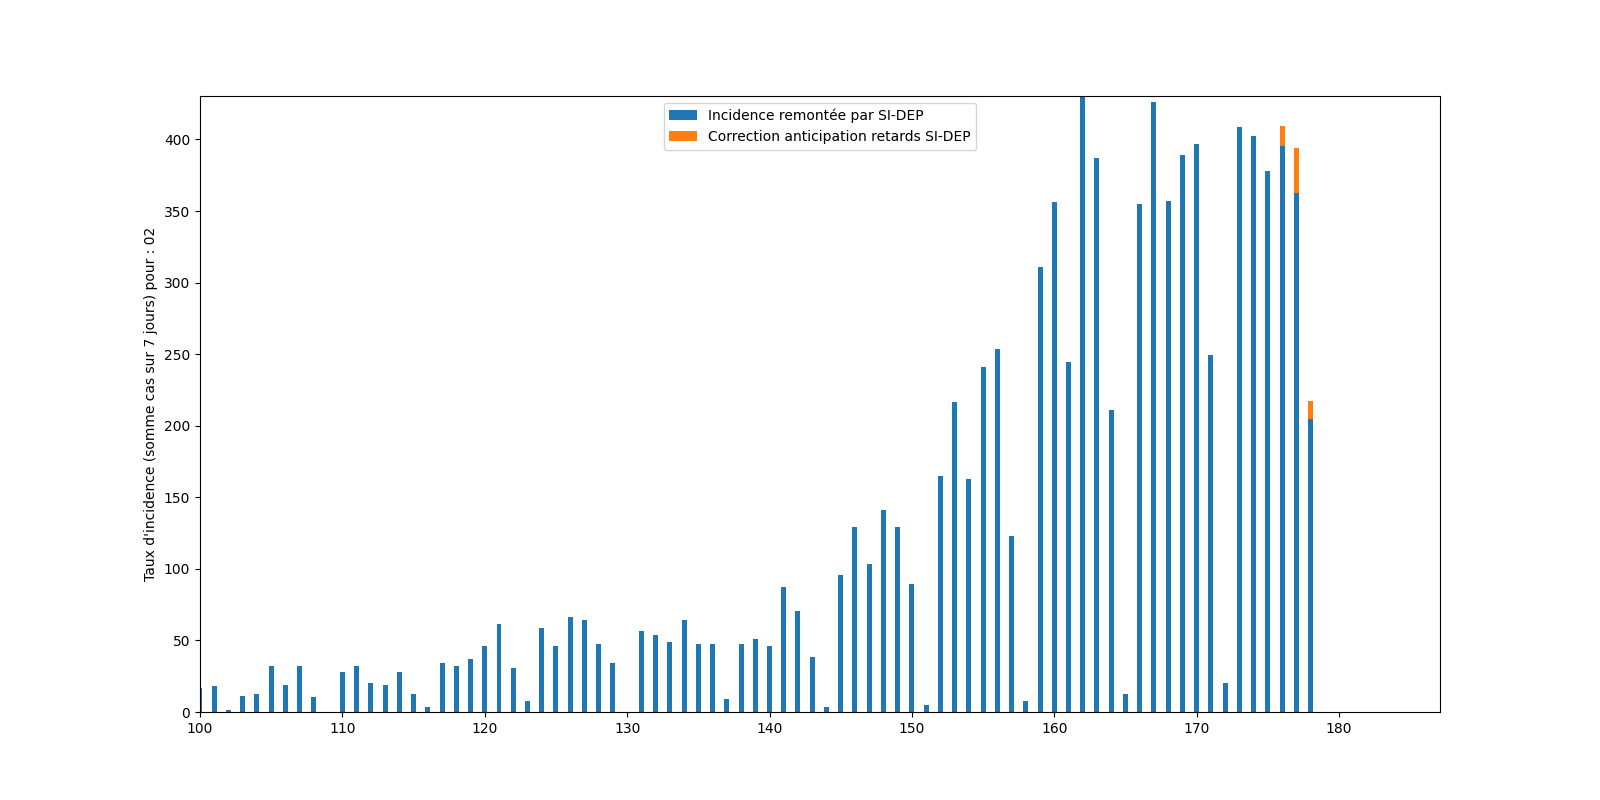 Incidence remontée par SI-DEP
Correction anticipation retards SI-DEP
Taux d'incidence (somme cas sur 7 jours) pour : 02
400
350
300
250
200
150
100
50
0
100 110 120 130 140 150 160 170 180